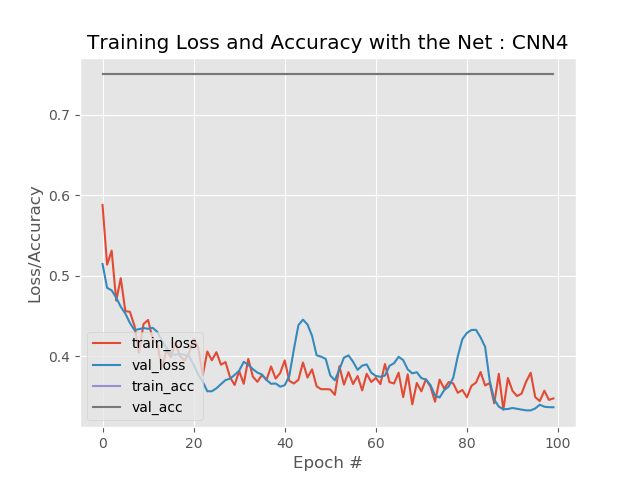 Training Loss and Accuracy with the Net : CNN4
Loss/Accuracy
0.7
0.6
0.5
0.4
train_loss
val_loss
train_acc
val_acc
0 20 40 60 80 100
Epoch #